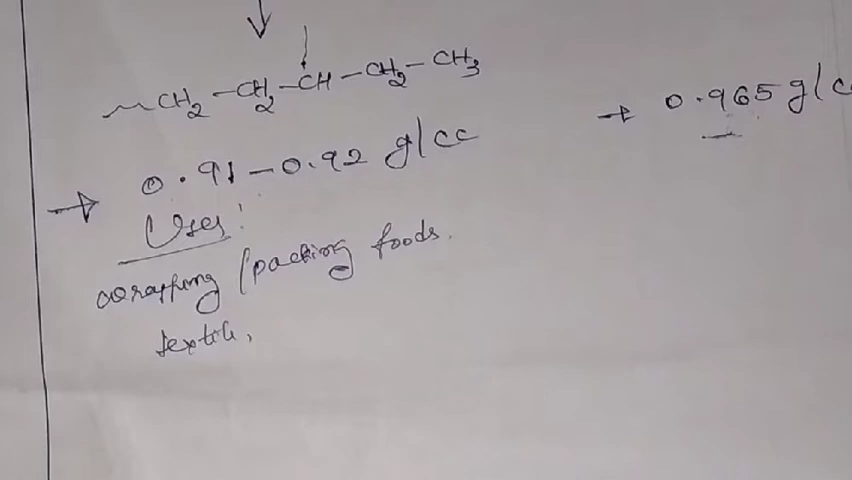 ~CH2-CH2-CH-CH2-CH3
→ 0.91-0.92 g/cc
→ 0.965 g/c
Uses:
wrapping/packing foods.
textile,